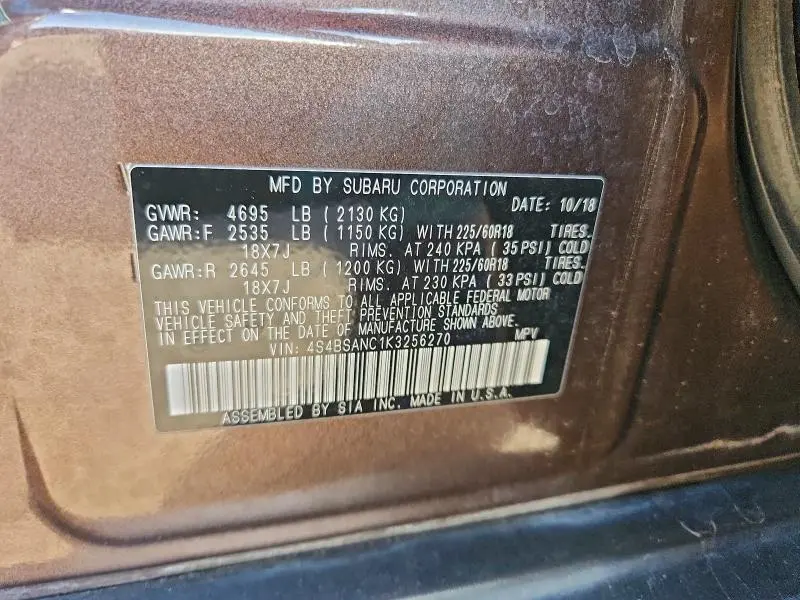 MFD BY SUBARU CORPORATION
GVWR: 4695 LB (2130 KG) DATE: 10/18
GAWR:F 2535 LB (1150 KG) WITH 225/60R18 TIRES.
18X7J RIMS. AT 240 KPA (35 PSI) COLD
GAWR:R 2645 LB (1200 KG) WITH 225/60R18 TIRES.
18X7J RIMS. AT 230 KPA (33 PSI) COLD
THIS VEHICLE CONFORMS TO ALL APPLICABLE FEDERAL MOTOR
VEHICLE SAFETY AND THEFT PREVENTION STANDARDS
IN EFFECT ON THE DATE OF MANUFACTURE SHOWN ABOVE.
VIN: 4S4BSANC1K3256270 MPV
ASSEMBLED BY SIA INC. MADE IN U.S.A.